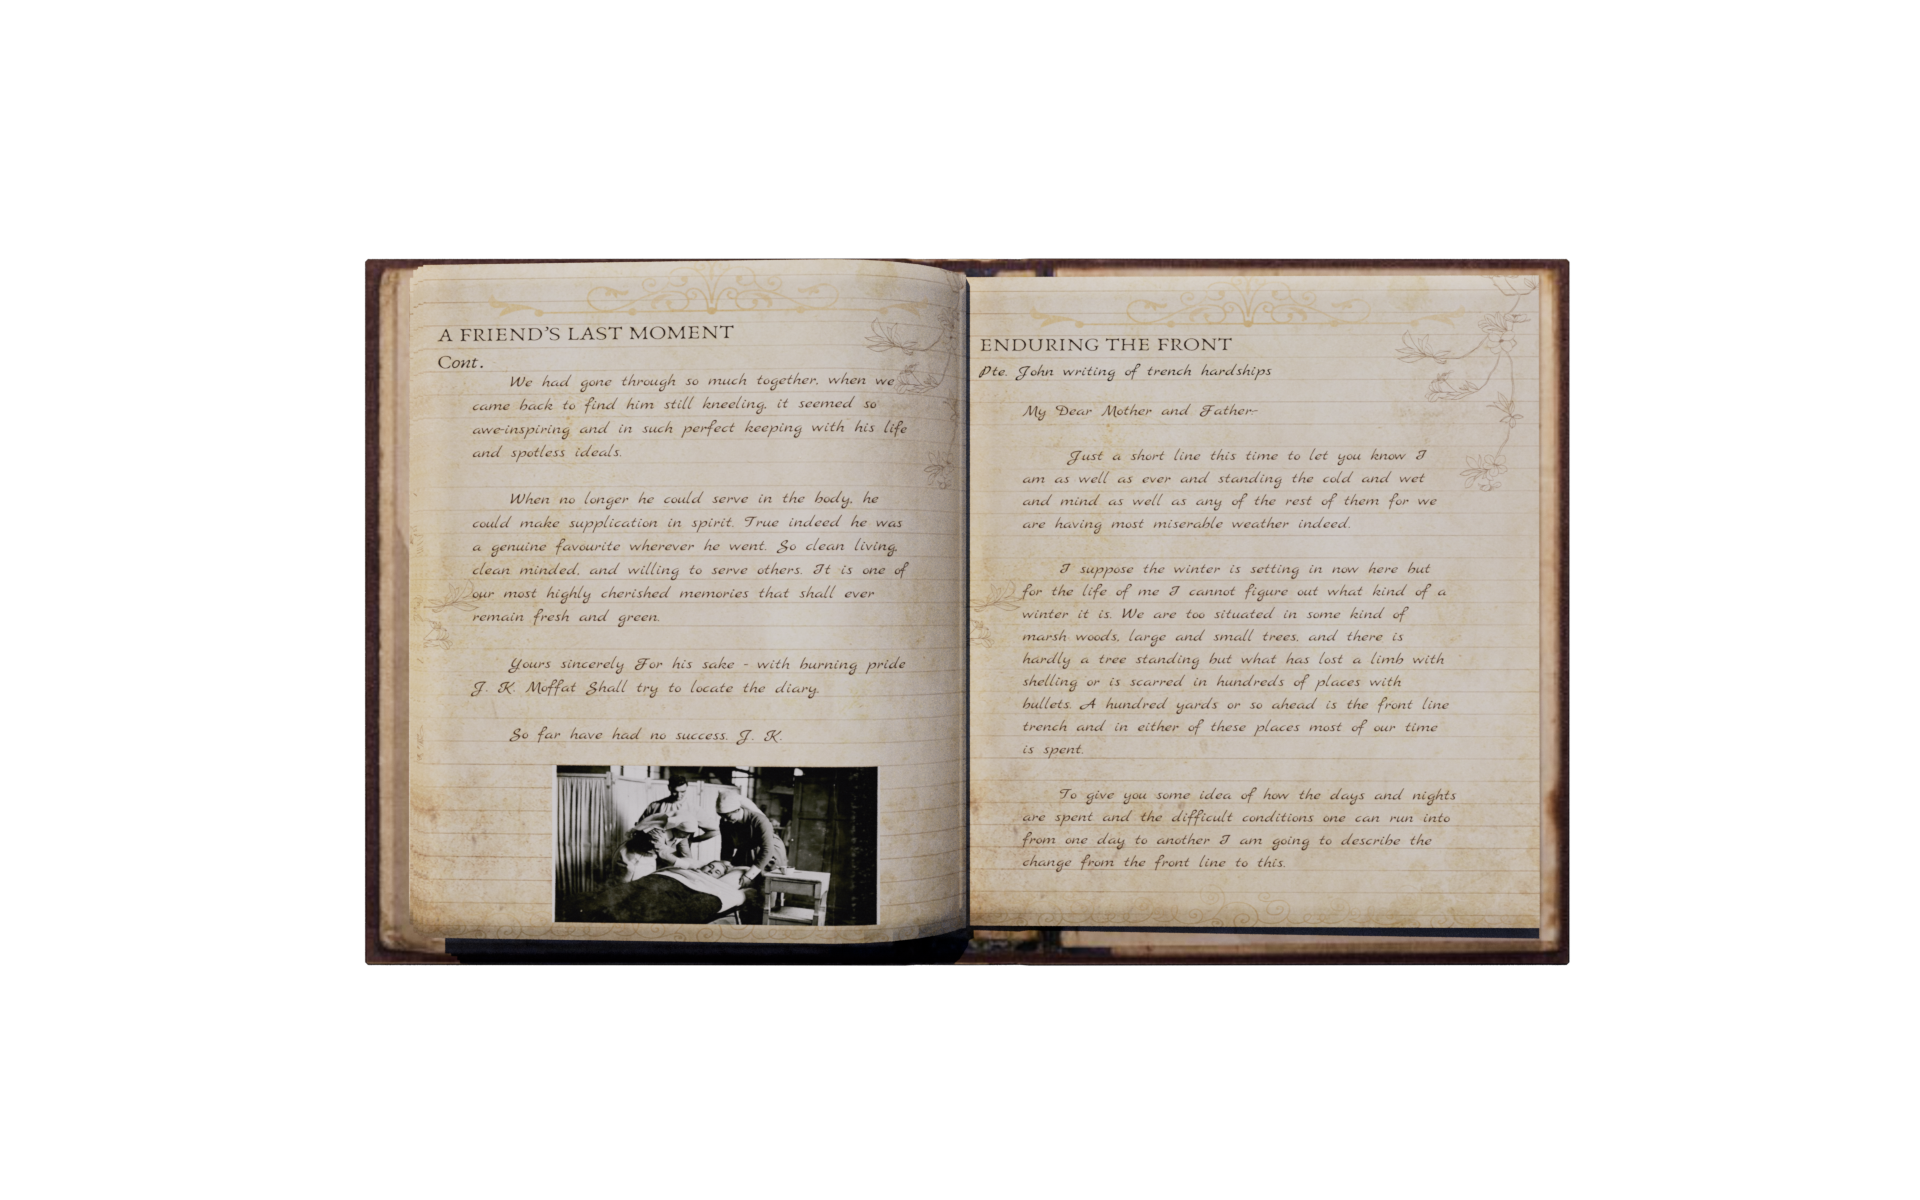 A FRIEND'S LAST MOMENT
Cont.
We had gone through so much together, when we
came back to find him still kneeling, it seemed so
awe-inspiring and in such perfect keeping with his life
and spotless ideals.
When no longer he could serve in the body, he
could make supplication in spirit. True indeed he was
a genuine favourite wherever he went. So clean living,
clean minded, and willing to serve others. It is one of
our most highly cherished memories that shall ever
remain fresh and green.
Yours sincerely For his sake - with burning pride
J. K. Moffat Shall try to locate the diary.
So far have had no success. J. K.
ENDURING THE FRONT
Pte. John writing of trench hardships
My Dear Mother and Father-
Just a short line this time to let you know I
am as well as ever and standing the cold and wet
and mind as well as any of the rest of them for we
are having most miserable weather indeed.
I suppose the winter is setting in now here but
for the life of me I cannot figure out what kind of a
winter it is. We are too situated in some kind of
marsh woods, large and small trees, and there is
hardly a tree standing but what has lost a limb with
shelling or is scarred in hundreds of places with
bullets. A hundred yards or so ahead is the front line
trench and in either of these places most of our time
is spent.
To give you some idea of how the days and nights
are spent and the difficult conditions one can run into
from one day to another I am going to describe the
change from the front line to this.